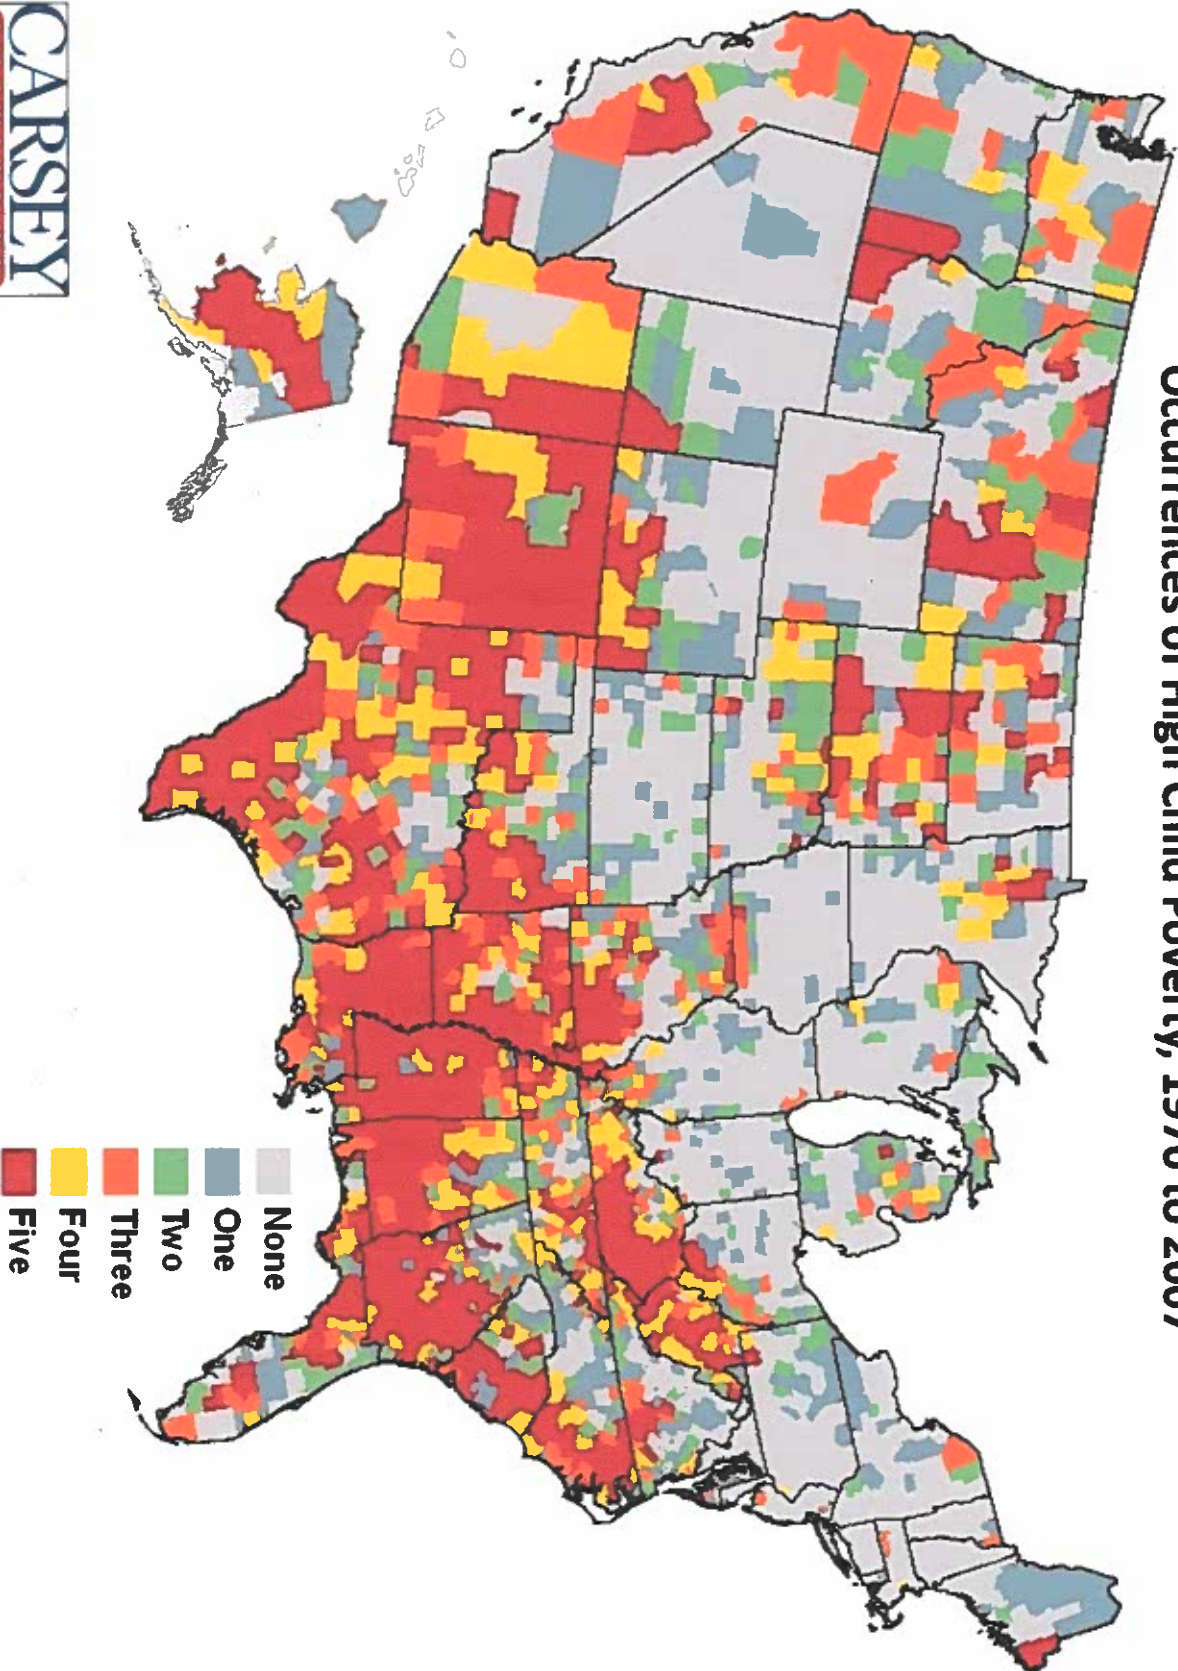 Occurrences of High Child Poverty, 1970 to 2007
None
One
Two
Three
Four
Five
CARSEY